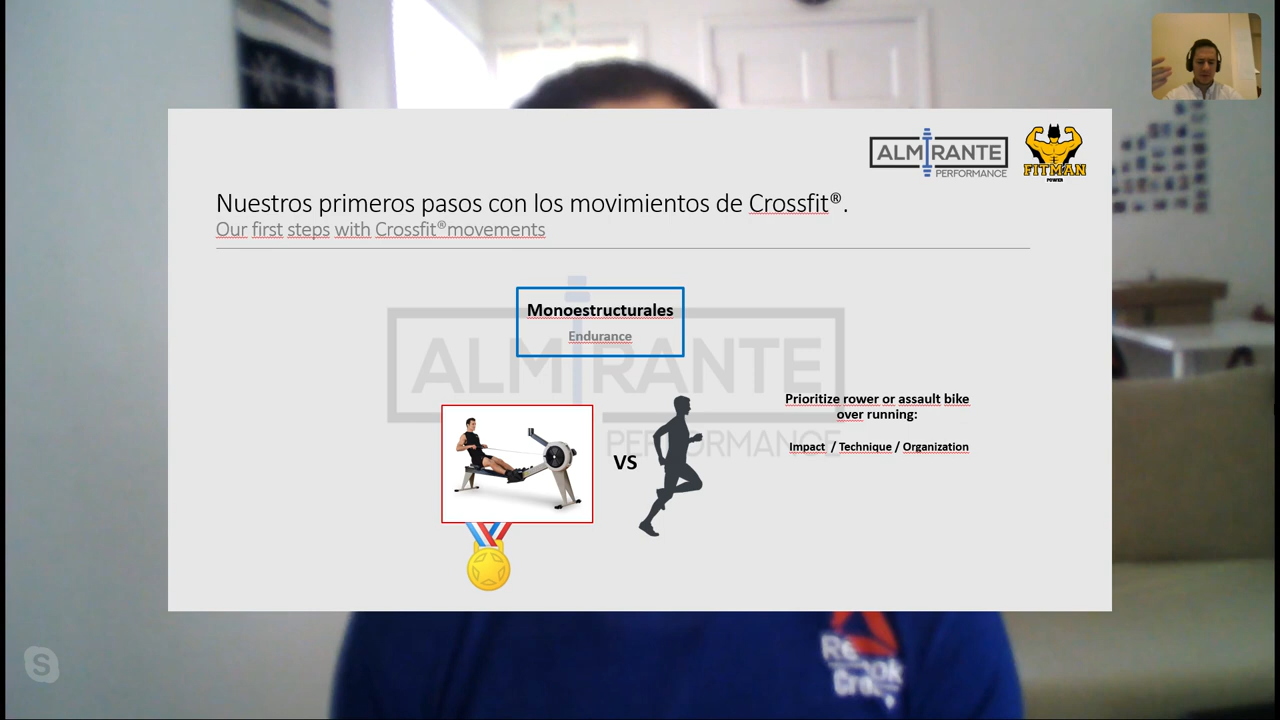 ALMIRANTE
PERFORMANCE
FITMAN
POWER
Nuestros primeros pasos con los movimientos de Crossfit®.
Our first steps with Crossfit®movements
Monoestructurales
Endurance
ALMIRANTE
PERFORMANCE
Prioritize rower or assault bike
over running:
Impact / Technique / Organization
VS
S